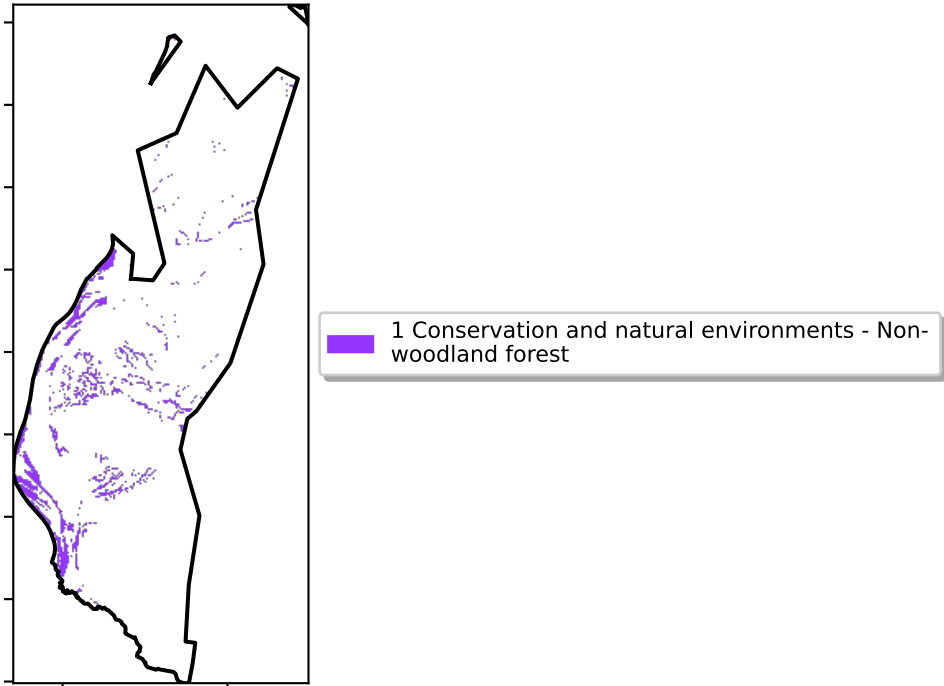 1 Conservation and natural environments - Non-
woodland forest